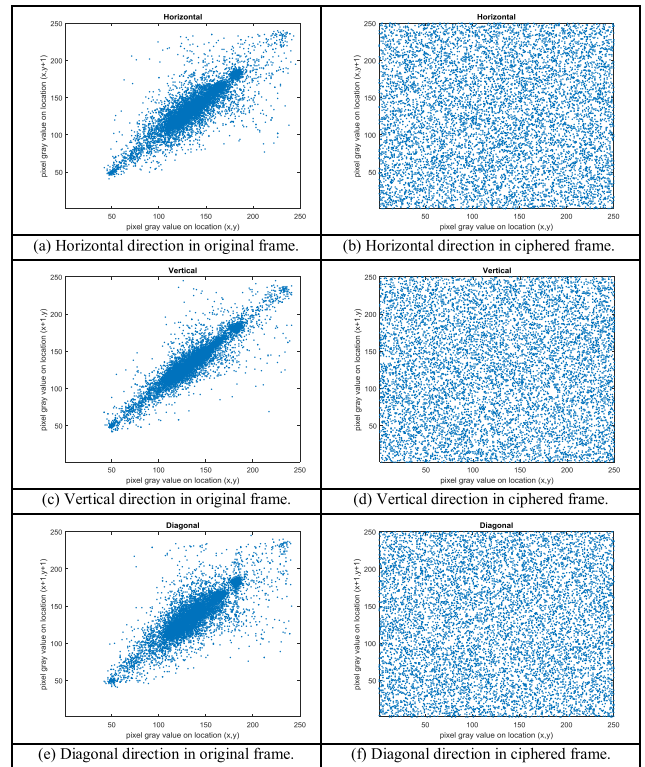 Horizontal
250
200
150
100
50
pixel gray value on location (x,y+1)
50
100
150
200
250
pixel gray value on location (x,y)
(a) Horizontal direction in original frame.
Horizontal
250
200
150
100
50
pixel gray value on location (x,y+1)
50
100
150
200
250
pixel gray value on location (x,y)
(b) Horizontal direction in ciphered frame.
Vertical
250
200
150
100
50
pixel gray value on location (x+1,y)
50
100
150
200
250
pixel gray value on location (x,y)
(c) Vertical direction in original frame.
Vertical
250
200
150
100
50
pixel gray value on location (x+1,y)
50
100
150
200
250
pixel gray value on location (x,y)
(d) Vertical direction in ciphered frame.
Diagonal
250
200
150
100
50
pixel gray value on location (x+1,y+1)
50
100
150
200
250
pixel gray value on location (x,y)
(e) Diagonal direction in original frame.
Diagonal
250
200
150
100
50
pixel gray value on location (x+1,y+1)
50
100
150
200
250
pixel gray value on location (x,y)
(f) Diagonal direction in ciphered frame.